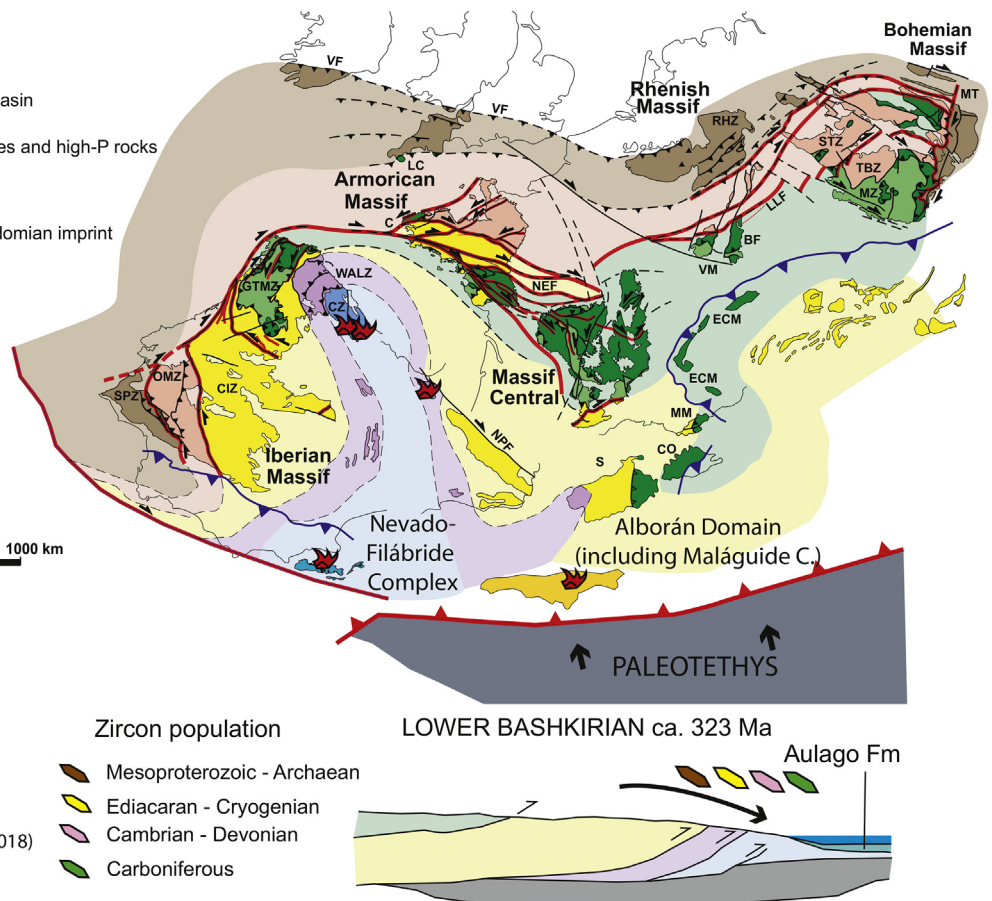 Bohemian
Massif
VF
MT
asin
Rhenish
Massif
VF
RHZ
STZ
es and high-P rocks
LC
TBZ
Armorican
Massif
MZ
LLF
C
lomian imprint
BF
WALZ
VM
GTMZ
NEF
CZ
ECM
OMZ
Massif
Central
ECM
SPZ
CIZ
MM
NPF
Iberian
Massif
CO
S
Nevado-
Filábride
Complex
Alborán Domain
(including Maláguide C.)
1000 km
PALEOTETHYS
Zircon population
LOWER BASHKIRIAN ca. 323 Ma
Aulago Fm
Mesoproterozoic - Archaean
Ediacaran - Cryogenian
Cambrian - Devonian
018)
Carboniferous